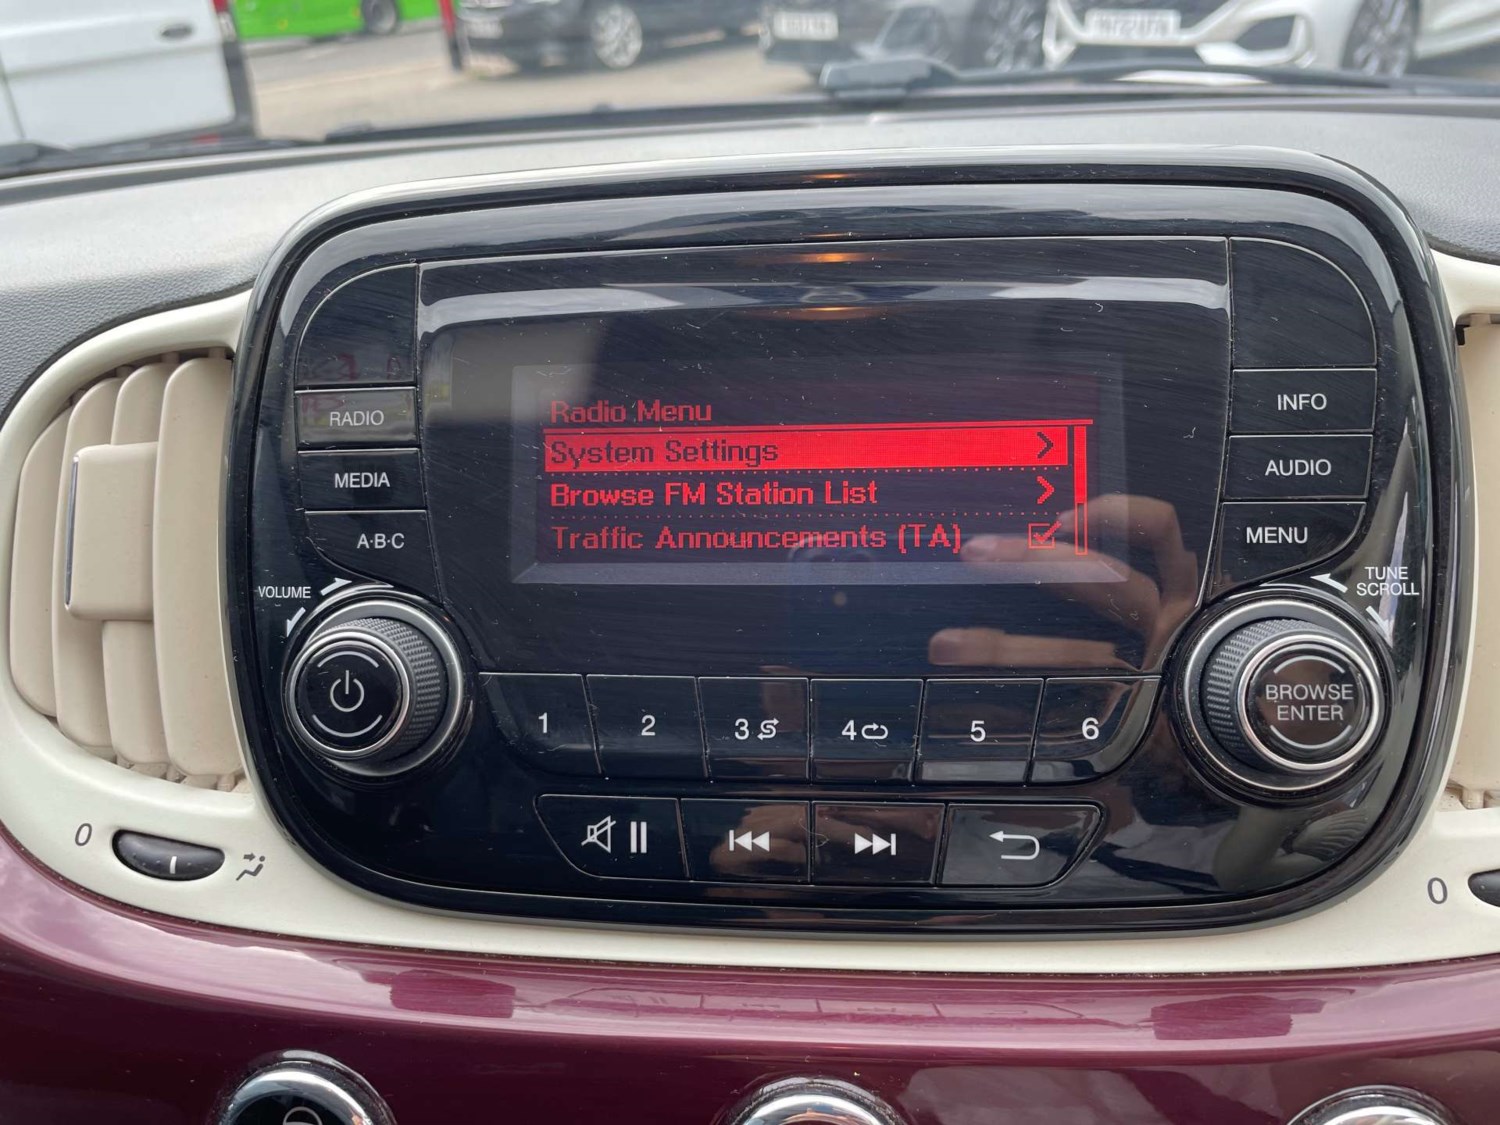 Radio Menu
System Settings
Browse FM Station List
Traffic Announcements (TA)
RADIO
MEDIA
A·B·C
INFO
AUDIO
MENU
VOLUME
TUNE
SCROLL
BROWSE
ENTER
1
2
3
4
5
6
0
0